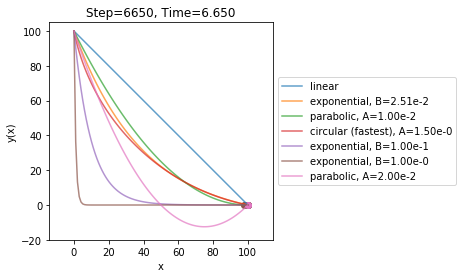 Step=6650, Time=6.650
100
80
60
40
20
0
−20
y(x)
0
20
40
60
80
100
x
linear
exponential, B=2.51e-2
parabolic, A=1.00e-2
circular (fastest), A=1.50e-0
exponential, B=1.00e-1
exponential, B=1.00e-0
parabolic, A=2.00e-2